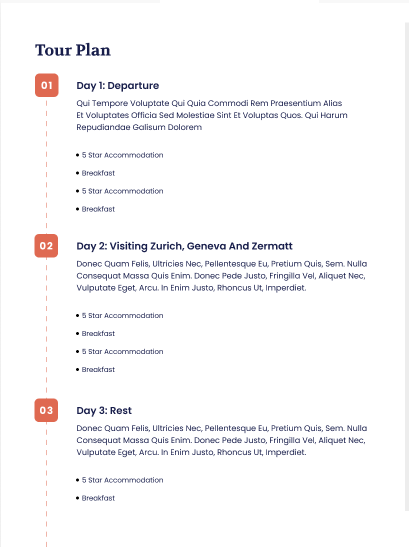 Tour Plan
01
Day 1: Departure
Qui Tempore Voluptate Qui Quia Commodi Rem Praesentium Alias
Et Voluptates Officia Sed Molestiae Sint Et Voluptas Quos. Qui Harum
Repudiandae Galisum Dolorem
• 5 Star Accommodation
• Breakfast
• 5 Star Accommodation
• Breakfast
02
Day 2: Visiting Zurich, Geneva And Zermatt
Donec Quam Felis, Ultricies Nec, Pellentesque Eu, Pretium Quis, Sem. Nulla
Consequat Massa Quis Enim. Donec Pede Justo, Fringilla Vel, Aliquet Nec,
Vulputate Eget, Arcu. In Enim Justo, Rhoncus Ut, Imperdiet.
• 5 Star Accommodation
• Breakfast
• 5 Star Accommodation
• Breakfast
03
Day 3: Rest
Donec Quam Felis, Ultricies Nec, Pellentesque Eu, Pretium Quis, Sem. Nulla
Consequat Massa Quis Enim. Donec Pede Justo, Fringilla Vel, Aliquet Nec,
Vulputate Eget, Arcu. In Enim Justo, Rhoncus Ut, Imperdiet.
• 5 Star Accommodation
• Breakfast